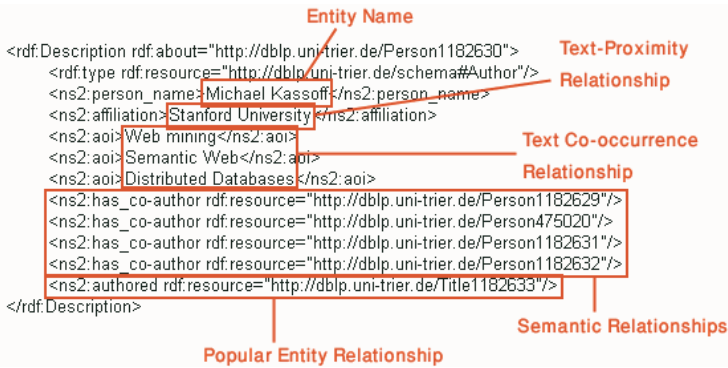 Entity Name
<rdf:Description rdf:about="http://dblp.uni-trier.de/Person1182630">
Text-Proximity
Relationship
<rdf:type rdf:resource="http://dblp.uni-trier.de/schema#Author"/>
<ns2:person_name>Michael Kassoff</ns2:person_name>
<ns2:affiliation>Stanford University</ns2:affiliation>
<ns2:aoi>Web mining</ns2:aoi>
<ns2:aoi>Semantic Web</ns2:aoi>
<ns2:aoi>Distributed Databases</ns2:aoi>
Text Co-occurrence
Relationship
<ns2:has_co-author rdf:resource="http://dblp.uni-trier.de/Person1182629"/>
<ns2:has_co-author rdf:resource="http://dblp.uni-trier.de/Person475020"/>
<ns2:has_co-author rdf:resource="http://dblp.uni-trier.de/Person1182631"/>
<ns2:has_co-author rdf:resource="http://dblp.uni-trier.de/Person1182632"/>
<ns2:authored rdf:resource="http://dblp.uni-trier.de/Title1182633"/>
</rdf:Description>
Semantic Relationships
Popular Entity Relationship